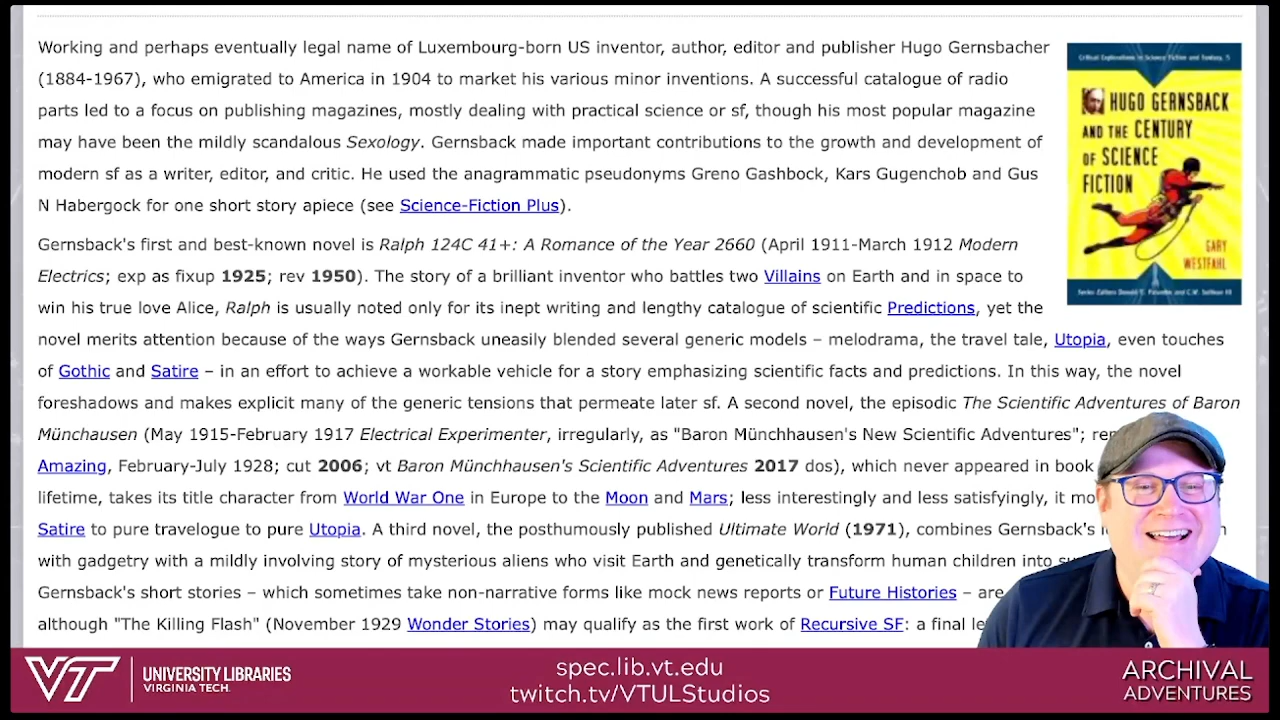 Working and perhaps eventually legal name of Luxembourg-born US inventor, author, editor and publisher Hugo Gernsbacher
(1884-1967), who emigrated to America in 1904 to market his various minor inventions. A successful catalogue of radio
parts led to a focus on publishing magazines, mostly dealing with practical science or sf, though his most popular magazine
may have been the mildly scandalous Sexology. Gernsback made important contributions to the growth and development of
modern sf as a writer, editor, and critic. He used the anagrammatic pseudonyms Greno Gashbock, Kars Gugenchob and Gus
N Habergock for one short story apiece (see Science-Fiction Plus).
Gernsback's first and best-known novel is Ralph 124C 41+: A Romance of the Year 2660 (April 1911-March 1912 Modern
Electrics; exp as fixup 1925; rev 1950). The story of a brilliant inventor who battles two Villains on Earth and in space to
win his true love Alice, Ralph is usually noted only for its inept writing and lengthy catalogue of scientific Predictions, yet the
novel merits attention because of the ways Gernsback uneasily blended several generic models – melodrama, the travel tale, Utopia, even touches
of Gothic and Satire – in an effort to achieve a workable vehicle for a story emphasizing scientific facts and predictions. In this way, the novel
foreshadows and makes explicit many of the generic tensions that permeate later sf. A second novel, the episodic The Scientific Adventures of Baron
Münchausen (May 1915-February 1917 Electrical Experimenter, irregularly, as "Baron Münchhausen's New Scientific Adventures";
Amazing, February-July 1928; cut 2006; vt Baron Münchhausen's Scientific Adventures 2017 dos), which never appeared in book
lifetime, takes its title character from World War One in Europe to the Moon and Mars; less interestingly and less satisfyingly, it
Satire to pure travelogue to pure Utopia. A third novel, the posthumously published Ultimate World (1971), combines Gernsback's
with gadgetry with a mildly involving story of mysterious aliens who visit Earth and genetically transform human children into
Gernsback's short stories – which sometimes take non-narrative forms like mock news reports or Future Histories – are
although "The Killing Flash" (November 1929 Wonder Stories) may qualify as the first work of Recursive SF: a final
Critical Explorations in Science Fiction and Fantasy, 5
HUGO GERNSBACK
AND THE CENTURY
OF SCIENCE
FICTION
GARY
WESTFAHL
Series Editors Donald E. Palumbo and C.W. Sullivan III
VT
UNIVERSITY LIBRARIES
VIRGINIA TECH.
spec.lib.vt.edu
twitch.tv/VTULStudios
ARCHIVAL
ADVENTURES